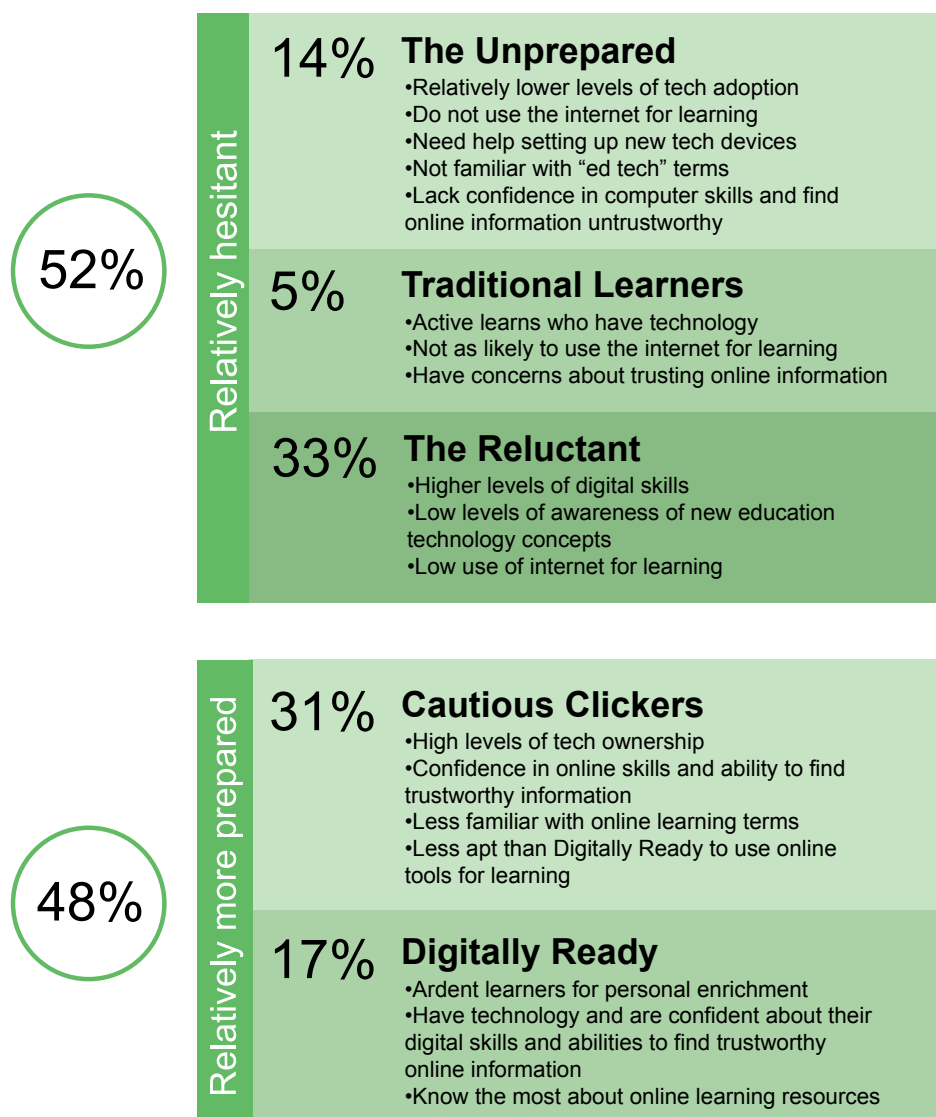 52%
Relatively hesitant
14%
The Unprepared
•Relatively lower levels of tech adoption
•Do not use the internet for learning
•Need help setting up new tech devices
•Not familiar with “ed tech” terms
•Lack confidence in computer skills and find
online information untrustworthy
5%
Traditional Learners
•Active learns who have technology
•Not as likely to use the internet for learning
•Have concerns about trusting online information
33%
The Reluctant
•Higher levels of digital skills
•Low levels of awareness of new education
technology concepts
•Low use of internet for learning
48%
Relatively more prepared
31%
Cautious Clickers
•High levels of tech ownership
•Confidence in online skills and ability to find
trustworthy information
•Less familiar with online learning terms
•Less apt than Digitally Ready to use online
tools for learning
17%
Digitally Ready
•Ardent learners for personal enrichment
•Have technology and are confident about their
digital skills and abilities to find trustworthy
online information
•Know the most about online learning resources